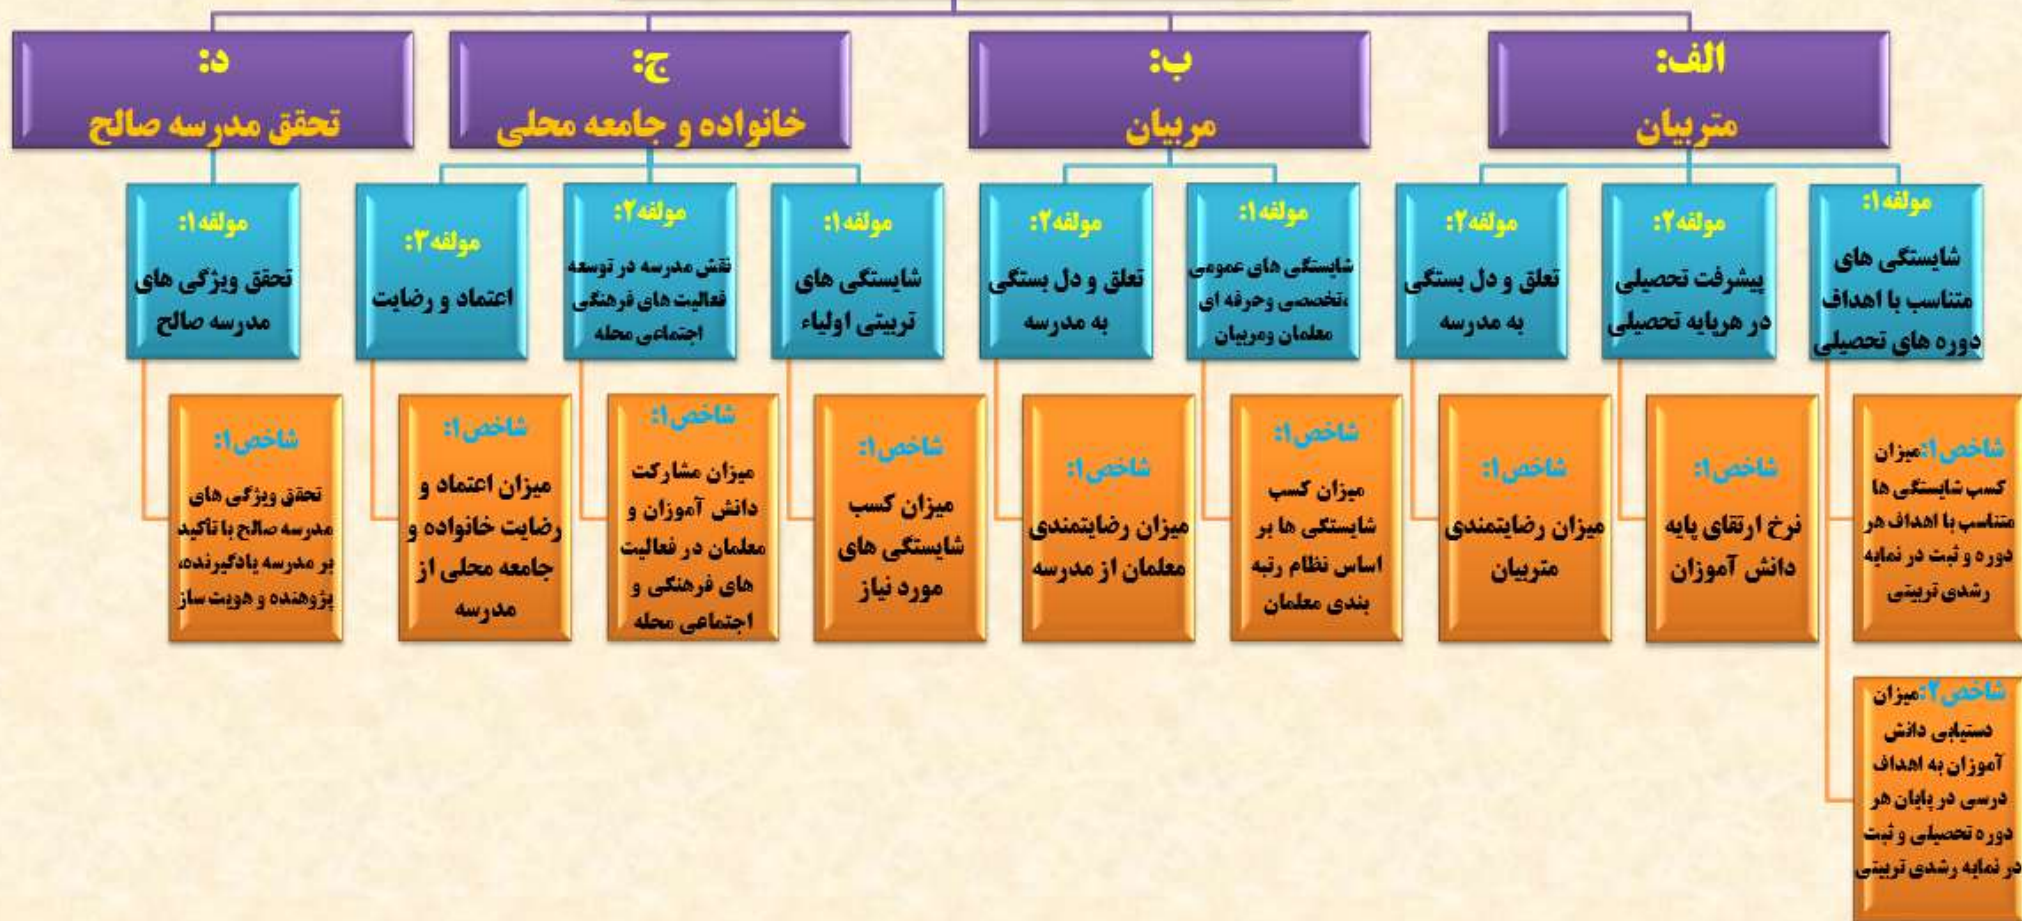 الف:
متربیان
ب:
مربیان
ج:
خانواده و جامعه محلی
د:
تحقق مدرسه صالح
مولفه۱:
شایستگی های
متناسب با اهداف
دوره های تحصیلی
مولفه۲:
پیشرفت تحصیلی
در هرپایه تحصیلی
مولفه۲:
تعلق و دل بستگی
به مدرسه
مولفه۱:
شایستگی های عمومی
،تخصصی وحرفه ای
معلمان ومربیان
مولفه۲:
تعلق و دل بستگی
به مدرسه
مولفه۱:
شایستگی های
تربیتی اولیاء
مولفه۲:
نقش مدرسه در توسعه
فعالیت های فرهنگی
اجتماعی محله
مولفه۳:
اعتماد و رضایت
مولفه۱:
تحقق ویژگی های
مدرسه صالح
شاخص۱:میزان
کسب شایستگی ها
متناسب با اهداف هر
دوره و ثبت در نمایه
رشدی تربیتی
شاخص۱:
نرخ ارتقای پایه
دانش آموزان
شاخص۱:
میزان رضایتمندی
متربیان
شاخص۱:
میزان کسب
شایستگی ها بر
اساس نظام رتبه
بندی معلمان
شاخص۱:
میزان رضایتمندی
معلمان از مدرسه
شاخص۱:
میزان کسب
شایستگی های
مورد نیاز
شاخص۱:
میزان مشارکت
دانش آموزان و
معلمان در فعالیت
های فرهنگی و
اجتماعی محله
شاخص۱:
میزان اعتماد و
رضایت خانواده و
جامعه محلی از
مدرسه
شاخص۱:
تحقق ویژگی های
مدرسه صالح با تأکید
بر مدرسه یادگیرنده،
پژوهنده و هویت ساز
شاخص۲:میزان
دستیابی دانش
آموزان به اهداف
درسی در پایان هر
دوره تحصیلی و ثبت
در نمایه رشدی تربیتی